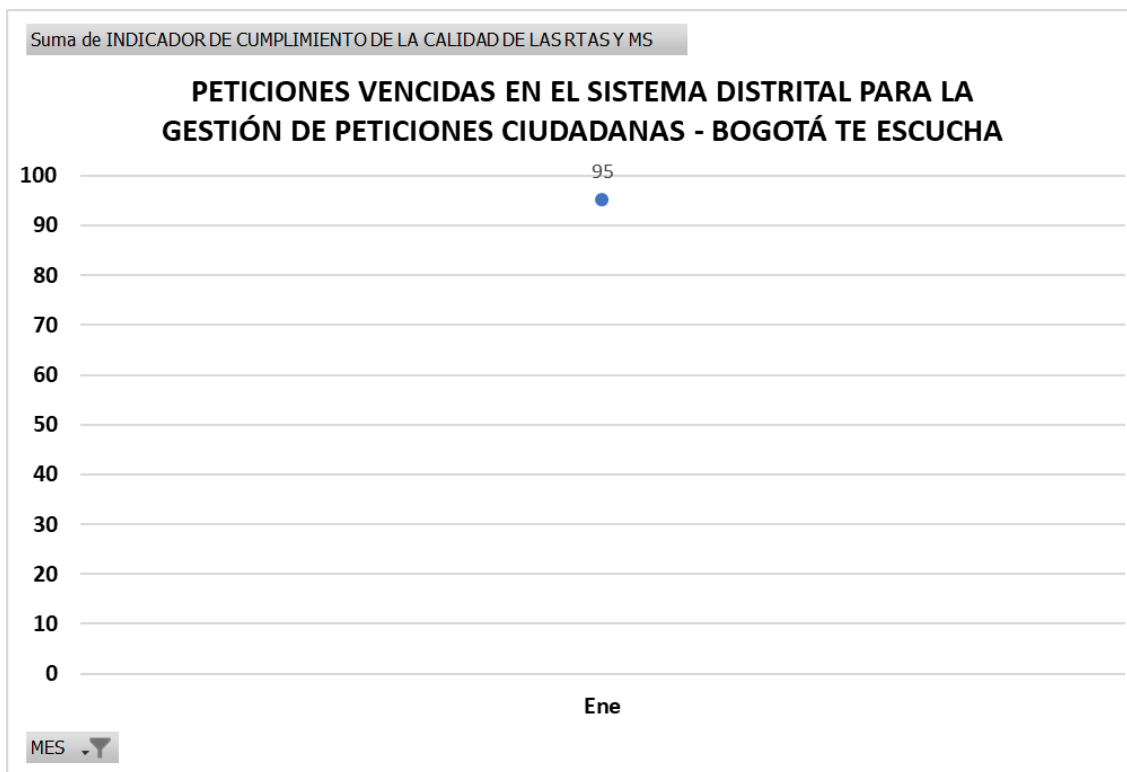 Suma de INDICADOR DE CUMPLIMIENTO DE LA CALIDAD DE LAS RTAS Y MS
PETICIONES VENCIDAS EN EL SISTEMA DISTRITAL PARA LA
GESTIÓN DE PETICIONES CIUDADANAS - BOGOTÁ TE ESCUCHA
95
100
90
80
70
60
50
40
30
20
10
0
Ene
MES